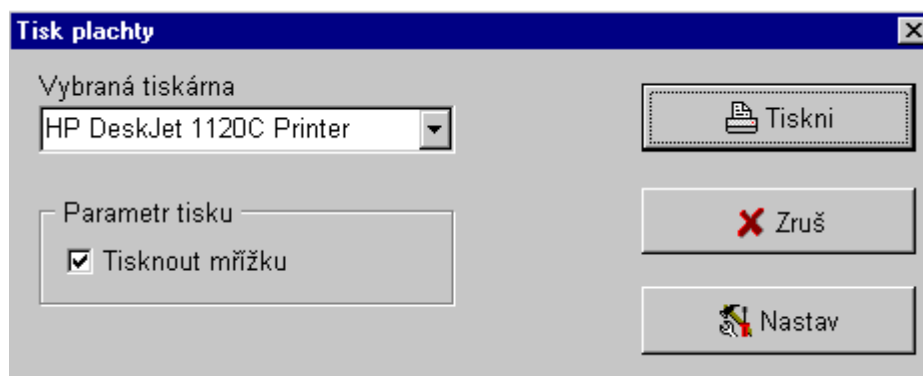 Tisk plachty
Vybraná tiskárna
HP DeskJet 1120C Printer
Tiskni
Parametr tisku
Zruš
Tisknout mřížku
Nastav